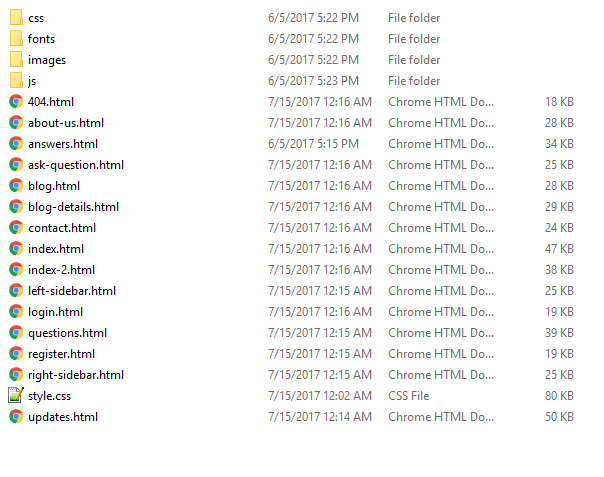 css 6/5/2017 5:22 PM File folder
fonts 6/5/2017 5:22 PM File folder
images 6/5/2017 5:22 PM File folder
js 6/5/2017 5:23 PM File folder
404.html 7/15/2017 12:16 AM Chrome HTML Do... 18 KB
about-us.html 7/15/2017 12:16 AM Chrome HTML Do... 28 KB
answers.html 6/5/2017 5:15 PM Chrome HTML Do... 34 KB
ask-question.html 7/15/2017 12:16 AM Chrome HTML Do... 25 KB
blog.html 7/15/2017 12:16 AM Chrome HTML Do... 28 KB
blog-details.html 7/15/2017 12:16 AM Chrome HTML Do... 29 KB
contact.html 7/15/2017 12:16 AM Chrome HTML Do... 24 KB
index.html 7/15/2017 12:16 AM Chrome HTML Do... 47 KB
index-2.html 7/15/2017 12:16 AM Chrome HTML Do... 38 KB
left-sidebar.html 7/15/2017 12:15 AM Chrome HTML Do... 25 KB
login.html 7/15/2017 12:16 AM Chrome HTML Do... 19 KB
questions.html 7/15/2017 12:15 AM Chrome HTML Do... 39 KB
register.html 7/15/2017 12:15 AM Chrome HTML Do... 19 KB
right-sidebar.html 7/15/2017 12:15 AM Chrome HTML Do... 25 KB
style.css 7/15/2017 12:02 AM CSS File 80 KB
updates.html 7/15/2017 12:14 AM Chrome HTML Do... 50 KB